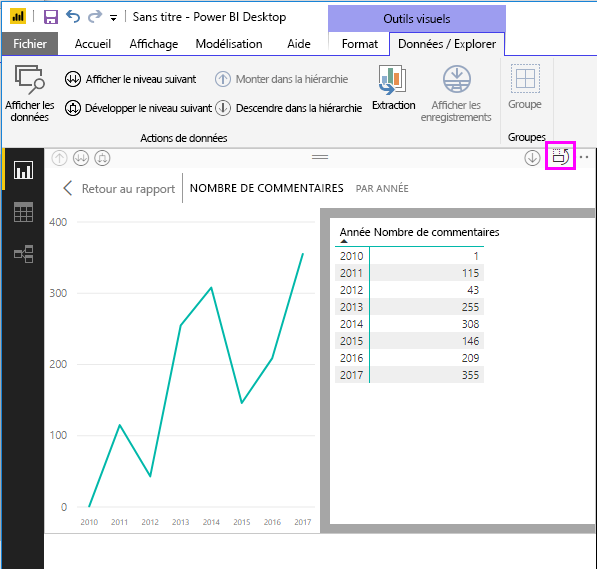 Sans titre - Power BI Desktop
Outils visuels
Fichier Accueil Affichage Modélisation Aide Format Données / Explorer
Afficher les données
Afficher le niveau suivant
Développer le niveau suivant
Monter dans la hiérarchie
Descendre dans la hiérarchie
Actions de données
Extraction
Afficher les enregistrements
Groupe
Groupes
Retour au rapport NOMBRE DE COMMENTAIRES PAR ANNÉE
400
300
200
100
0
2010 2011 2012 2013 2014 2015 2016 2017
Année Nombre de commentaires
2010 1
2011 115
2012 43
2013 255
2014 308
2015 146
2016 209
2017 355